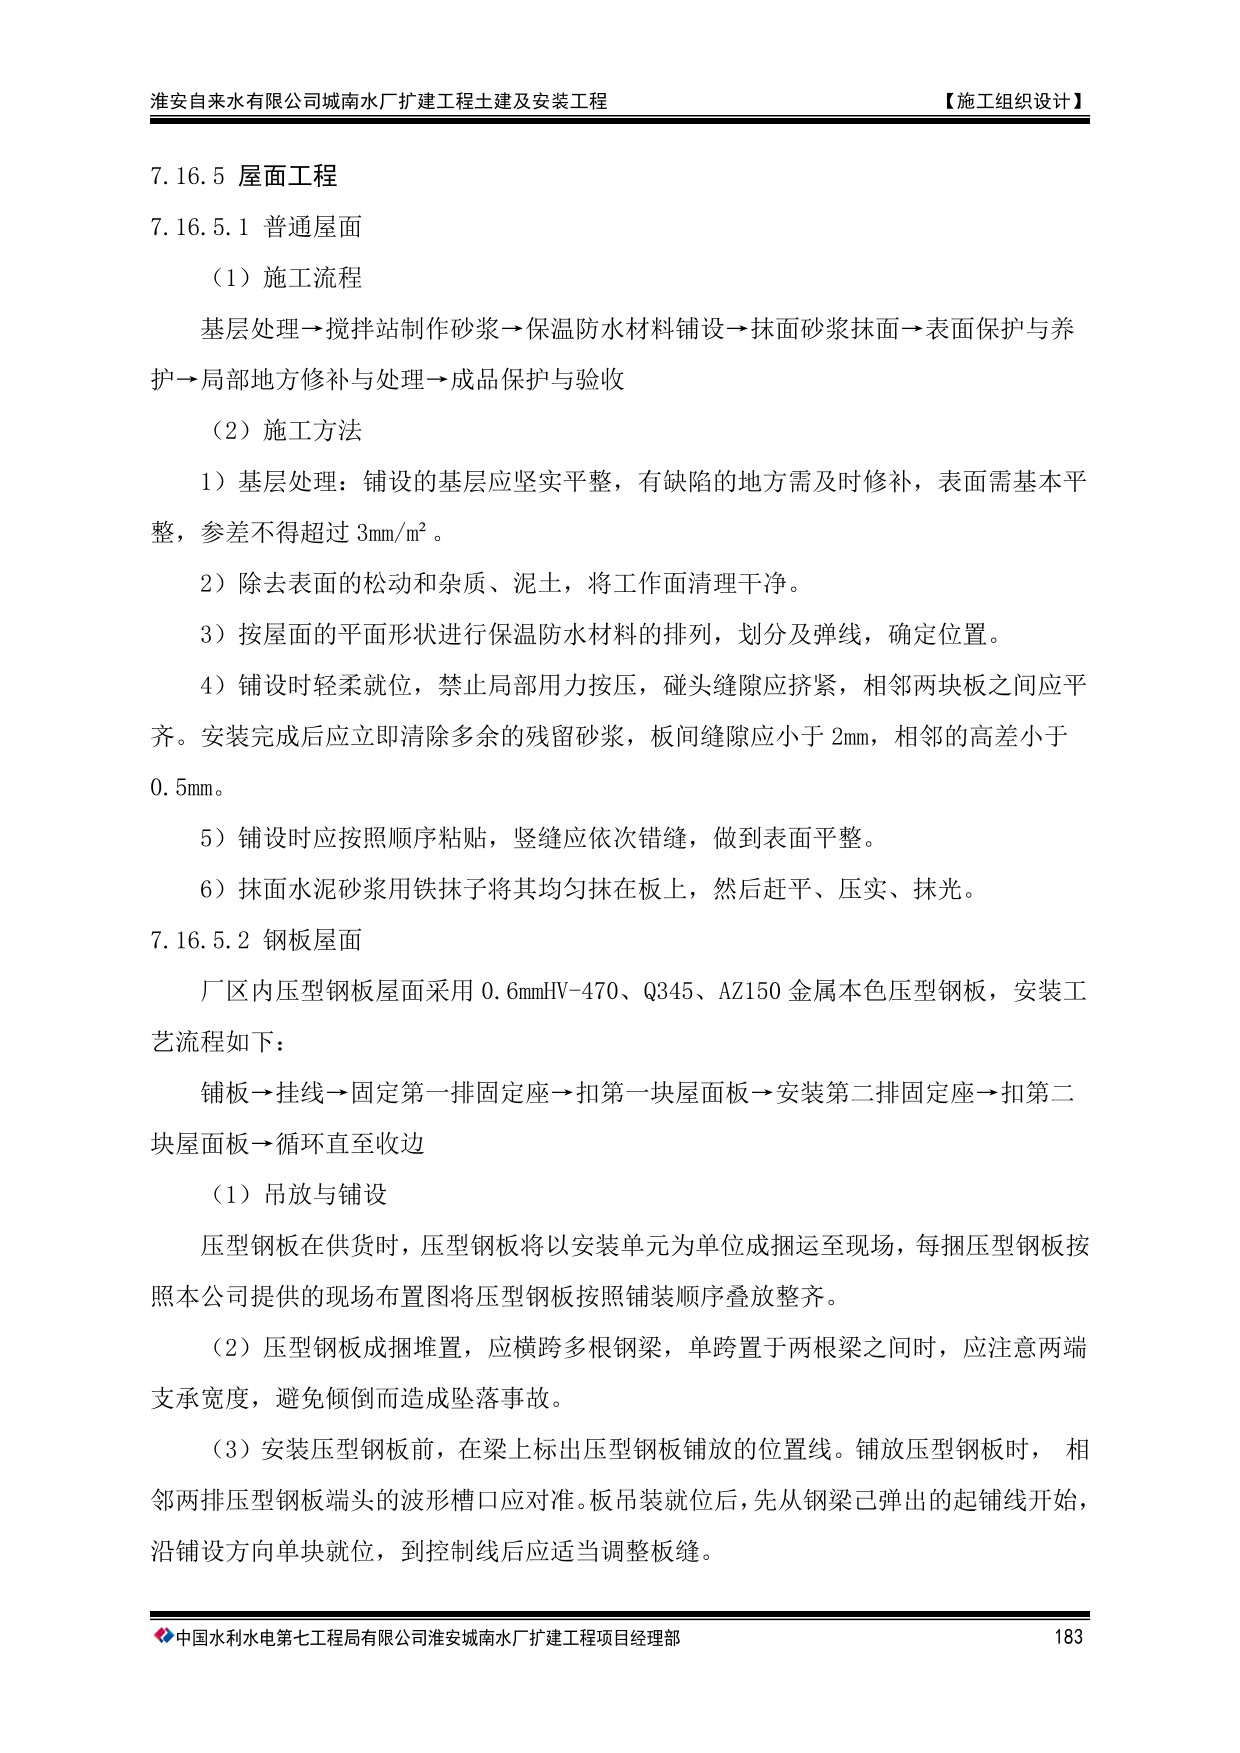 淮安自来水有限公司城南水厂扩建工程土建及安装工程 【施工组织设计】
7.16.5 屋面工程
7.16.5.1 普通屋面
（1）施工流程
基层处理→搅拌站制作砂浆→保温防水材料铺设→抹面砂浆抹面→表面保护与养
护→局部地方修补与处理→成品保护与验收
（2）施工方法
1）基层处理：铺设的基层应坚实平整，有缺陷的地方需及时修补，表面需基本平
整，参差不得超过 3mm/m²。
2）除去表面的松动和杂质、泥土，将工作面清理干净。
3）按屋面的平面形状进行保温防水材料的排列，划分及弹线，确定位置。
4）铺设时轻柔就位，禁止局部用力按压，碰头缝隙应挤紧，相邻两块板之间应平
齐。安装完成后应立即清除多余的残留砂浆，板间缝隙应小于 2mm，相邻的高差小于
0.5mm。
5）铺设时应按照顺序粘贴，竖缝应依次错缝，做到表面平整。
6）抹面水泥砂浆用铁抹子将其均匀抹在板上，然后赶平、压实、抹光。
7.16.5.2 钢板屋面
厂区内压型钢板屋面采用 0.6mmHV-470、Q345、AZ150 金属本色压型钢板，安装工
艺流程如下：
铺板→挂线→固定第一排固定座→扣第一块屋面板→安装第二排固定座→扣第二
块屋面板→循环直至收边
（1）吊放与铺设
压型钢板在供货时，压型钢板将以安装单元为单位成捆运至现场，每捆压型钢板按
照本公司提供的现场布置图将压型钢板按照铺装顺序叠放整齐。
（2）压型钢板成捆堆置，应横跨多根钢梁，单跨置于两根梁之间时，应注意两端
支承宽度，避免倾倒而造成坠落事故。
（3）安装压型钢板前，在梁上标出压型钢板铺放的位置线。铺放压型钢板时， 相
邻两排压型钢板端头的波形槽口应对准。板吊装就位后，先从钢梁己弹出的起铺线开始，
沿铺设方向单块就位，到控制线后应适当调整板缝。
中国水利水电第七工程局有限公司淮安城南水厂扩建工程项目经理部 183